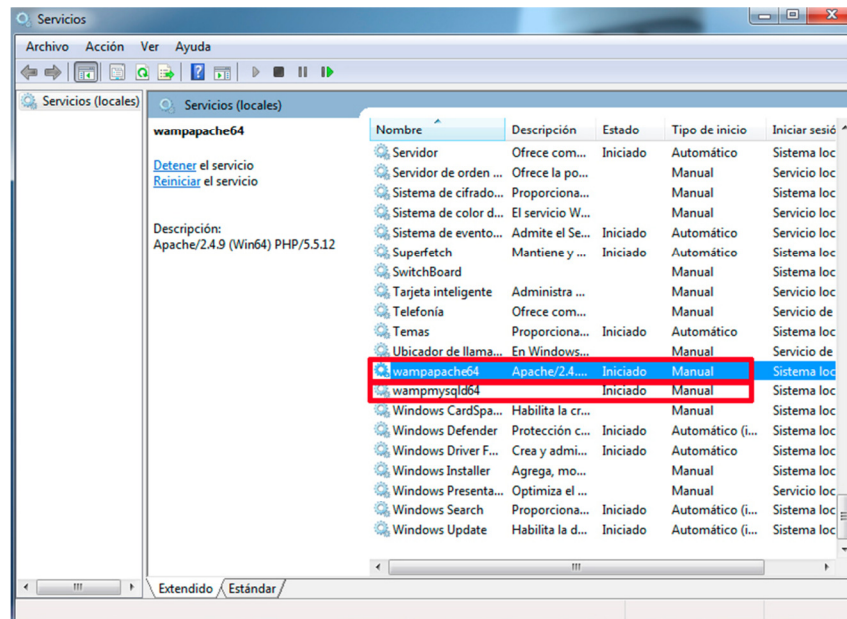 Servicios
Archivo Acción Ver Ayuda
Servicios (locales)
Servicios (locales)
wampapache64
Detener el servicio
Reiniciar el servicio
Descripción:
Apache/2.4.9 (Win64) PHP/5.5.12
Nombre Descripción Estado Tipo de inicio Iniciar sesió
Servidor Ofrece com... Iniciado Automático Sistema loc
Servidor de orden ... Ofrece la po... Manual Servicio loc
Sistema de cifrado... Proporciona... Manual Sistema loc
Sistema de color d... El servicio W... Manual Servicio loc
Sistema de evento... Admite el Se... Iniciado Automático Servicio loc
Superfetch Mantiene y ... Iniciado Automático Sistema loc
SwitchBoard Manual Sistema loc
Tarjeta inteligente Administra ... Manual Servicio loc
Telefonía Ofrece com... Manual Servicio de
Temas Proporciona... Iniciado Automático Sistema loc
Ubicador de llama... En Windows... Manual Servicio de
wampapache64 Apache/2.4.... Iniciado Manual Sistema loc
wampmysqld64 Iniciado Manual Sistema loc
Windows CardSpa... Habilita la cr... Manual Sistema loc
Windows Defender Protección c... Iniciado Automático (i... Sistema loc
Windows Driver F... Crea y admi... Iniciado Automático Sistema loc
Windows Installer Agrega, mo... Manual Sistema loc
Windows Presenta... Optimiza el ... Manual Servicio loc
Windows Search Proporciona... Iniciado Automático (i... Sistema loc
Windows Update Habilita la d... Iniciado Automático (i... Sistema loc
Extendido Estándar